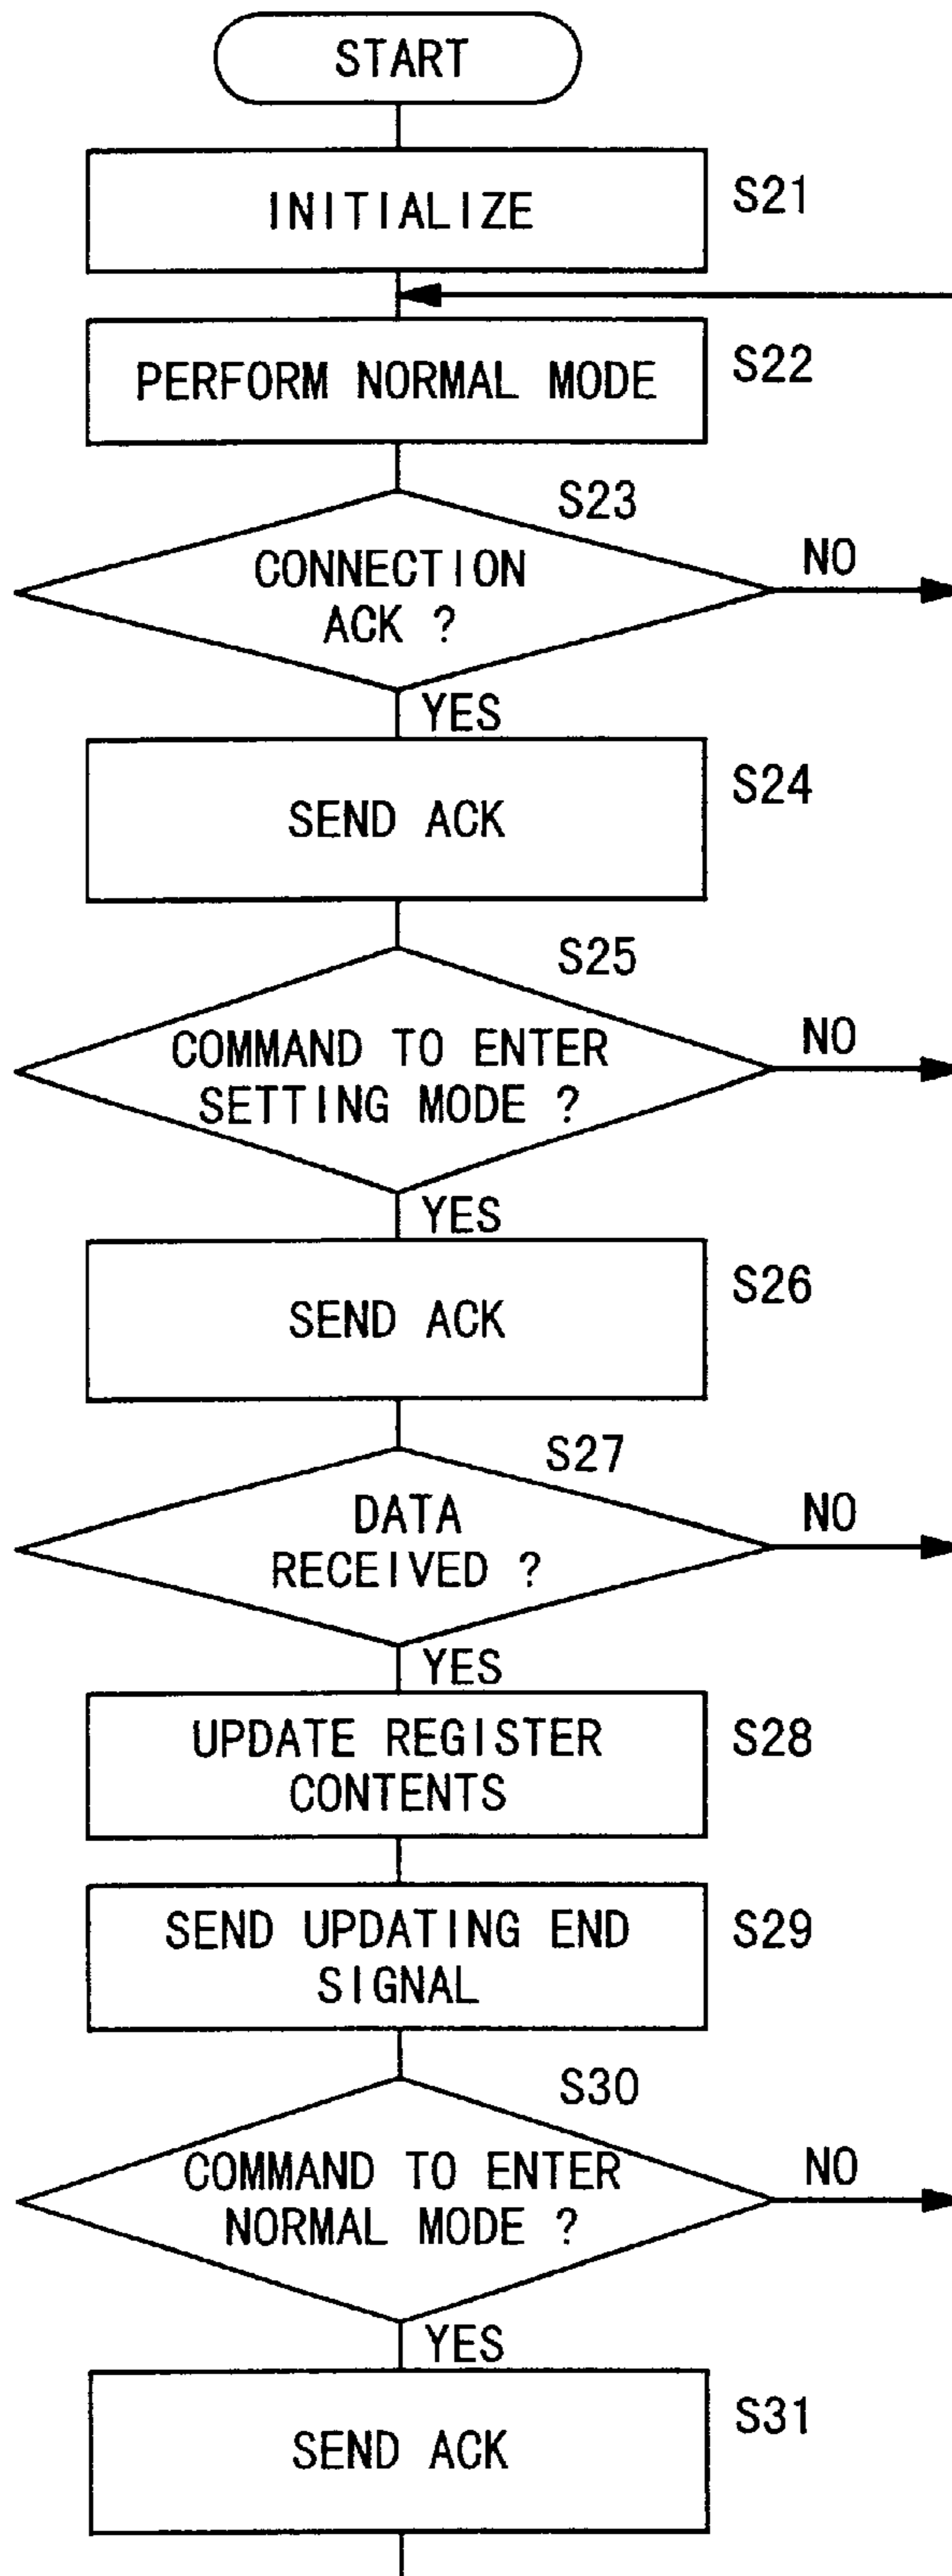 START
INITIALIZE
S21
PERFORM NORMAL MODE
S22
S23
CONNECTION
ACK ?
NO
YES
SEND ACK
S24
S25
COMMAND TO ENTER
SETTING MODE ?
NO
YES
SEND ACK
S26
S27
DATA
RECEIVED ?
NO
YES
UPDATE REGISTER
CONTENTS
S28
SEND UPDATING END
SIGNAL
S29
S30
COMMAND TO ENTER
NORMAL MODE ?
NO
YES
SEND ACK
S31